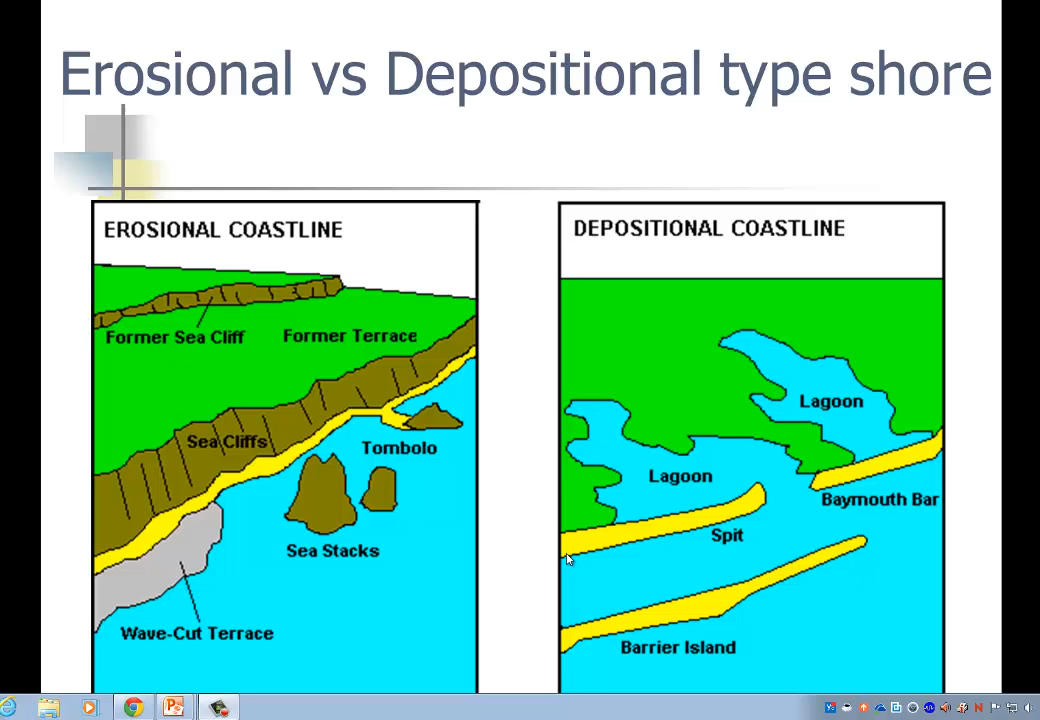 Erosional vs Depositional type shore
EROSIONAL COASTLINE
Former Sea Cliff
Former Terrace
Sea Cliffs
Tombolo
Sea Stacks
Wave-Cut Terrace
DEPOSITIONAL COASTLINE
Lagoon
Lagoon
Baymouth Bar
Spit
Barrier Island